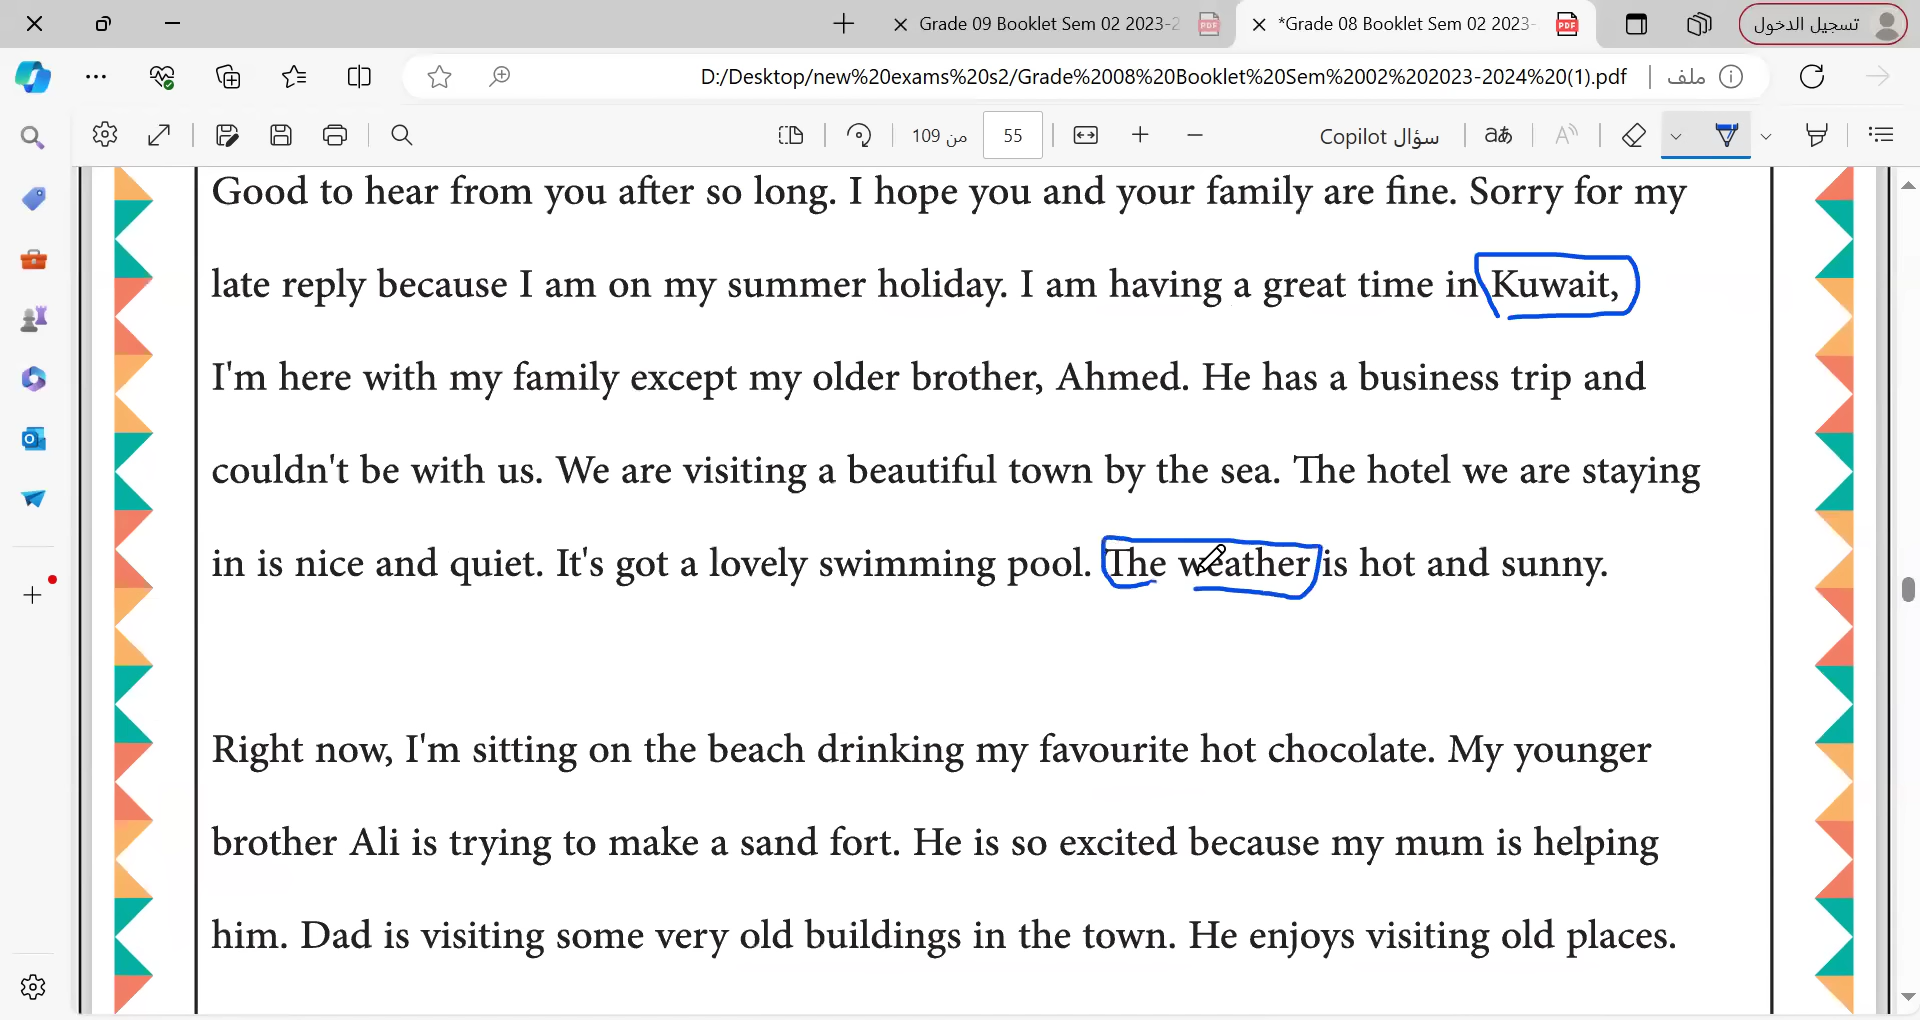 Grade 09 Booklet Sem 02 2023-2
*Grade 08 Booklet Sem 02 2023-
تسجيل الدخول
D:/Desktop/new%20exams%20s2/Grade%2008%20Booklet%20Sem%2002%202023-2024%20(1).pdf
ملف
109 من
55
سؤال Copilot
Good to hear from you after so long. I hope you and your family are fine. Sorry for my
late reply because I am on my summer holiday. I am having a great time in Kuwait,
I'm here with my family except my older brother, Ahmed. He has a business trip and
couldn't be with us. We are visiting a beautiful town by the sea. The hotel we are staying
in is nice and quiet. It's got a lovely swimming pool. The weather is hot and sunny.
Right now, I'm sitting on the beach drinking my favourite hot chocolate. My younger
brother Ali is trying to make a sand fort. He is so excited because my mum is helping
him. Dad is visiting some very old buildings in the town. He enjoys visiting old places.